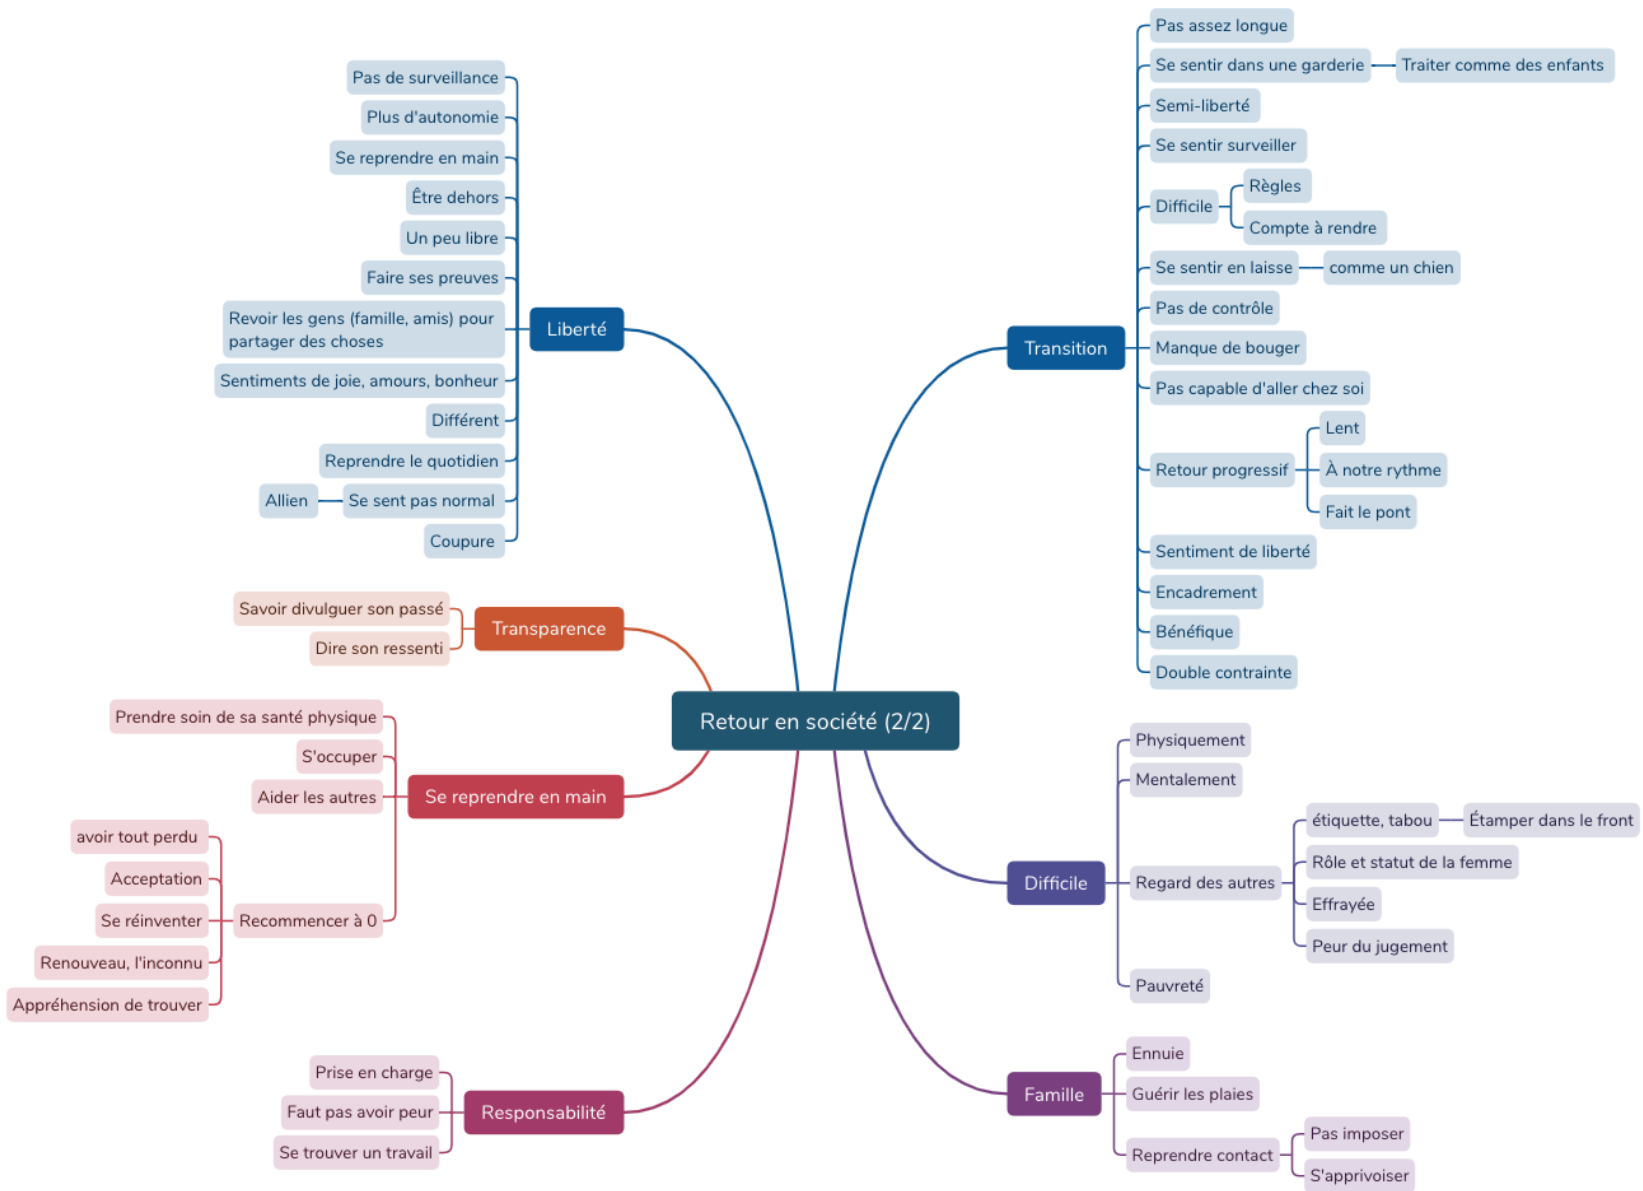 Retour en société (2/2)
Liberté
Pas de surveillance
Plus d'autonomie
Se reprendre en main
Être dehors
Un peu libre
Faire ses preuves
Revoir les gens (famille, amis) pour
partager des choses
Sentiments de joie, amours, bonheur
Différent
Reprendre le quotidien
Se sent pas normal
Allien
Coupure
Transparence
Savoir divulguer son passé
Dire son ressenti
Se reprendre en main
Prendre soin de sa santé physique
S'occuper
Aider les autres
Recommencer à 0
avoir tout perdu
Acceptation
Se réinventer
Renouveau, l'inconnu
Appréhension de trouver
Responsabilité
Prise en charge
Faut pas avoir peur
Se trouver un travail
Transition
Pas assez longue
Se sentir dans une garderie
Traiter comme des enfants
Semi-liberté
Se sentir surveiller
Difficile
Règles
Compte à rendre
Se sentir en laisse
comme un chien
Pas de contrôle
Manque de bouger
Pas capable d'aller chez soi
Retour progressif
Lent
À notre rythme
Fait le pont
Sentiment de liberté
Encadrement
Bénéfique
Double contrainte
Difficile
Physiquement
Mentalement
Regard des autres
étiquette, tabou
Étamper dans le front
Rôle et statut de la femme
Effrayée
Peur du jugement
Pauvreté
Famille
Ennuie
Guérir les plaies
Reprendre contact
Pas imposer
S'apprivoiser